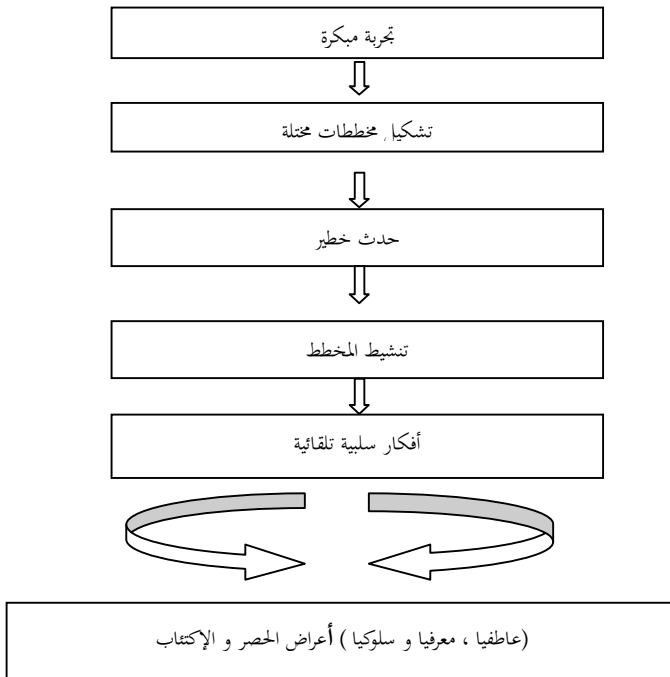 تجربة مبكرة
تشكيل مخططات مختلة
حدث خطير
تنشيط المخطط
أفكار سلبية تلقائية
أعراض الحصر و الإكتئاب ( عاطفيا ، معرفيا و سلوكيا)